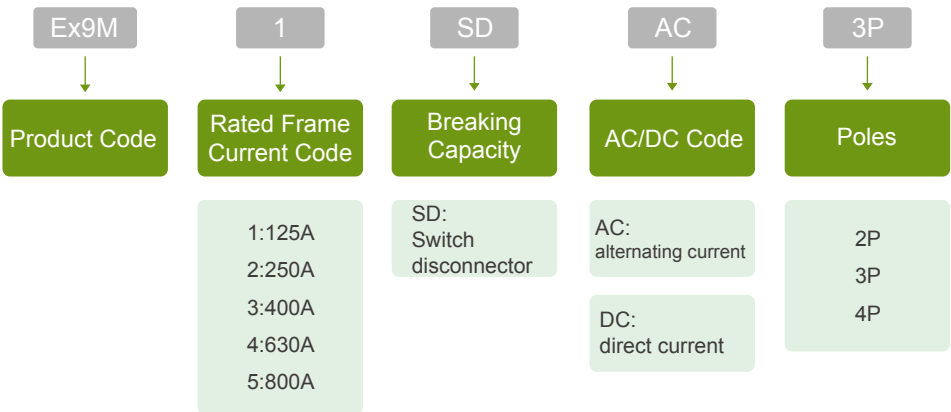 Ex9M
1
SD
AC
3P
Product Code
Rated Frame
Current Code
Breaking
Capacity
AC/DC Code
Poles
1:125A
2:250A
3:400A
4:630A
5:800A
SD:
Switch
disconnector
AC:
alternating current
DC:
direct current
2P
3P
4P